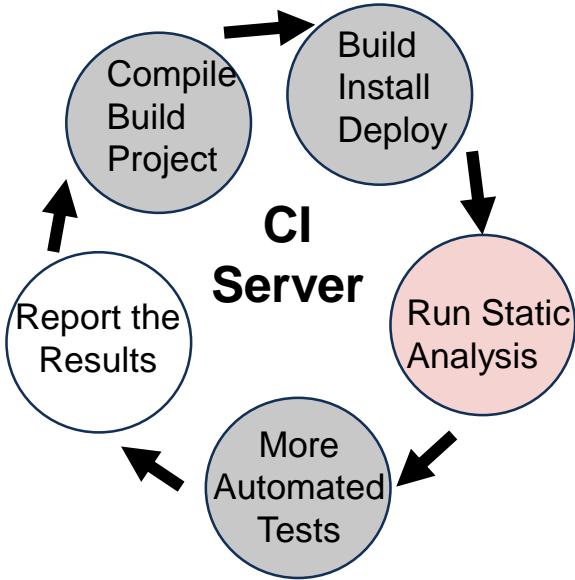 Compile
Build
Project
Build
Install
Deploy
CI
Server
Run Static
Analysis
More
Automated
Tests
Report the
Results